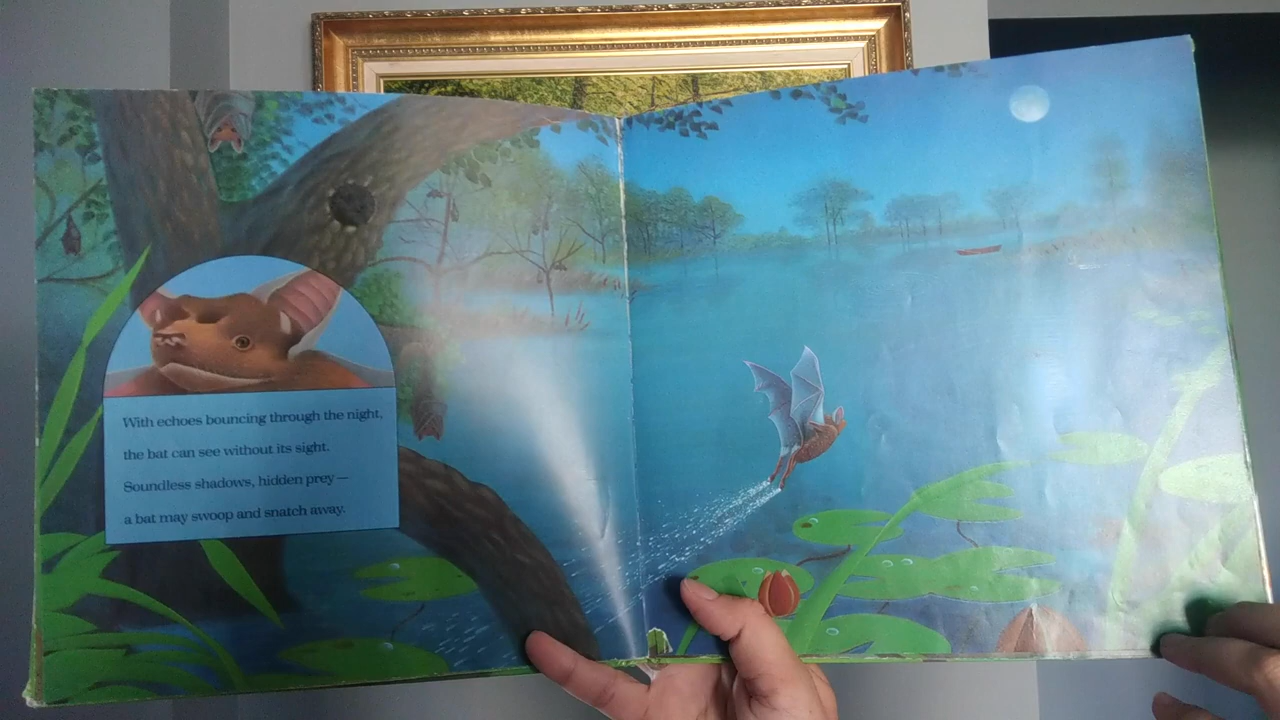 With echoes bouncing through the night,
the bat can see without its sight.
Soundless shadows, hidden prey—
a bat may swoop and snatch away.